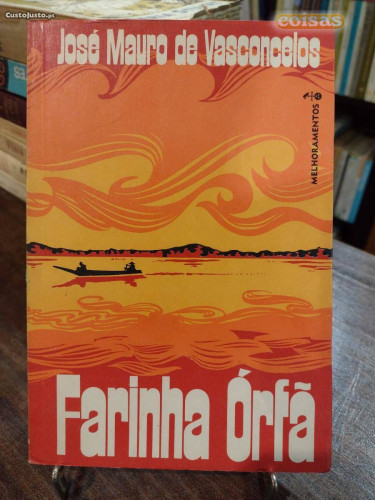 CustoJusto.pt
coisas
José Mauro de Vasconcelos
MELHORAMENTOS
Farinha Órfã